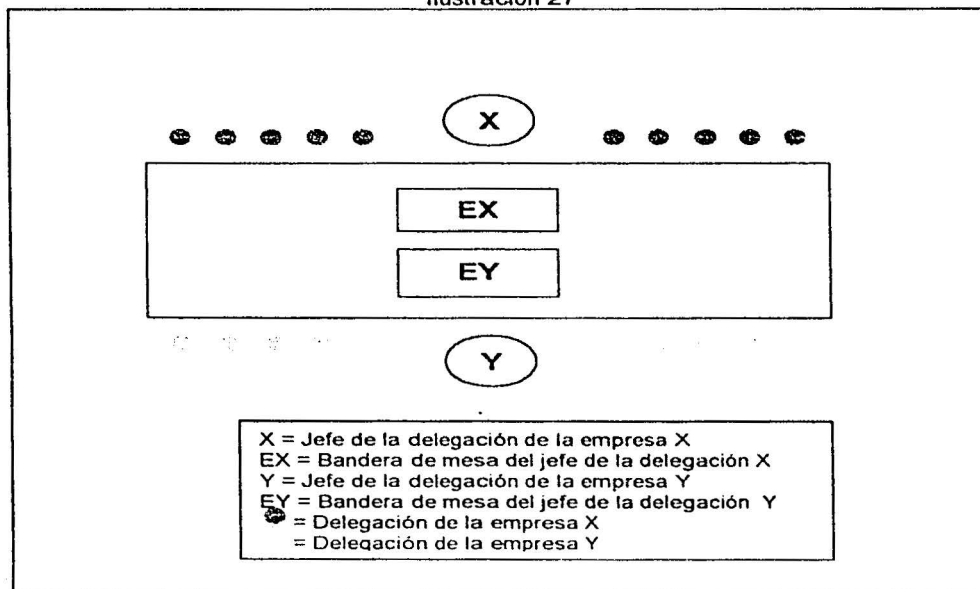 Ilustración 27
X
EX
EY
Y
X = Jefe de la delegación de la empresa X
EX = Bandera de mesa del jefe de la delegación X
Y = Jefe de la delegación de la empresa Y
EY = Bandera de mesa del jefe de la delegación Y
= Delegación de la empresa X
= Delegación de la empresa Y